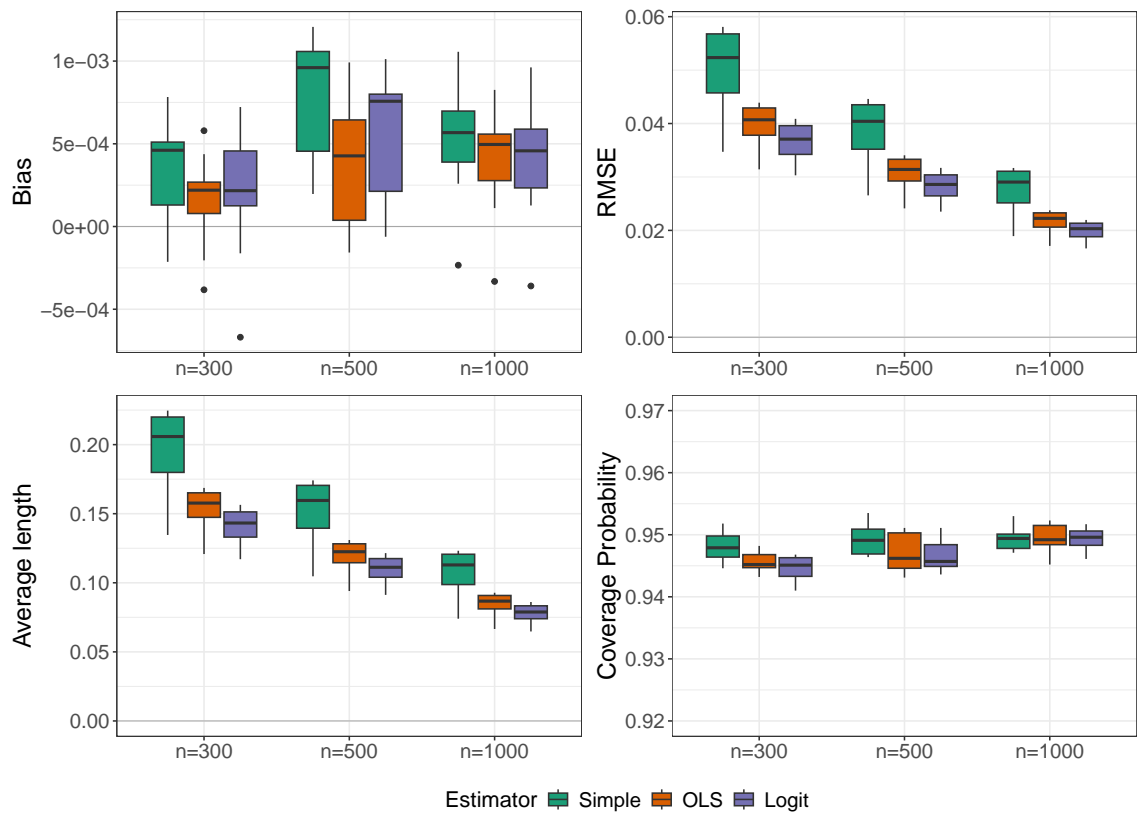 Bias
1e−03
5e−04
0e+00
−5e−04
n=300 n=500 n=1000
RMSE
0.06
0.04
0.02
0.00
n=300 n=500 n=1000
Average length
0.20
0.15
0.10
0.05
0.00
n=300 n=500 n=1000
Coverage Probability
0.97
0.96
0.95
0.94
0.93
0.92
n=300 n=500 n=1000
Estimator Simple OLS Logit